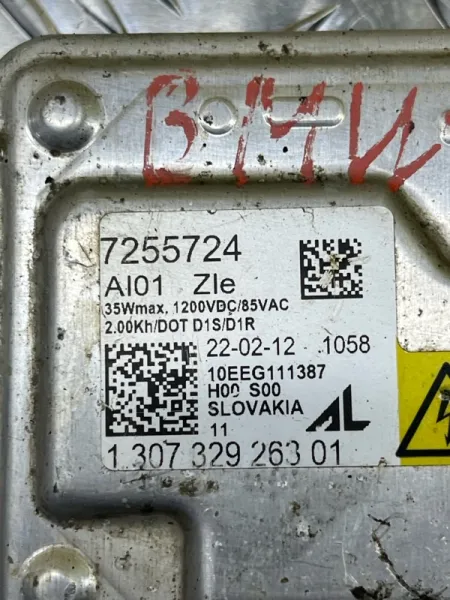 BMW
7255724
AI01 Zle
35Wmax, 1200VDC/85VAC
2.00Kh/DOT D1S/D1R
22-02-12 1058
10EEG111387
H00 S00
SLOVAKIA
11 AL
1 307 329 263 01